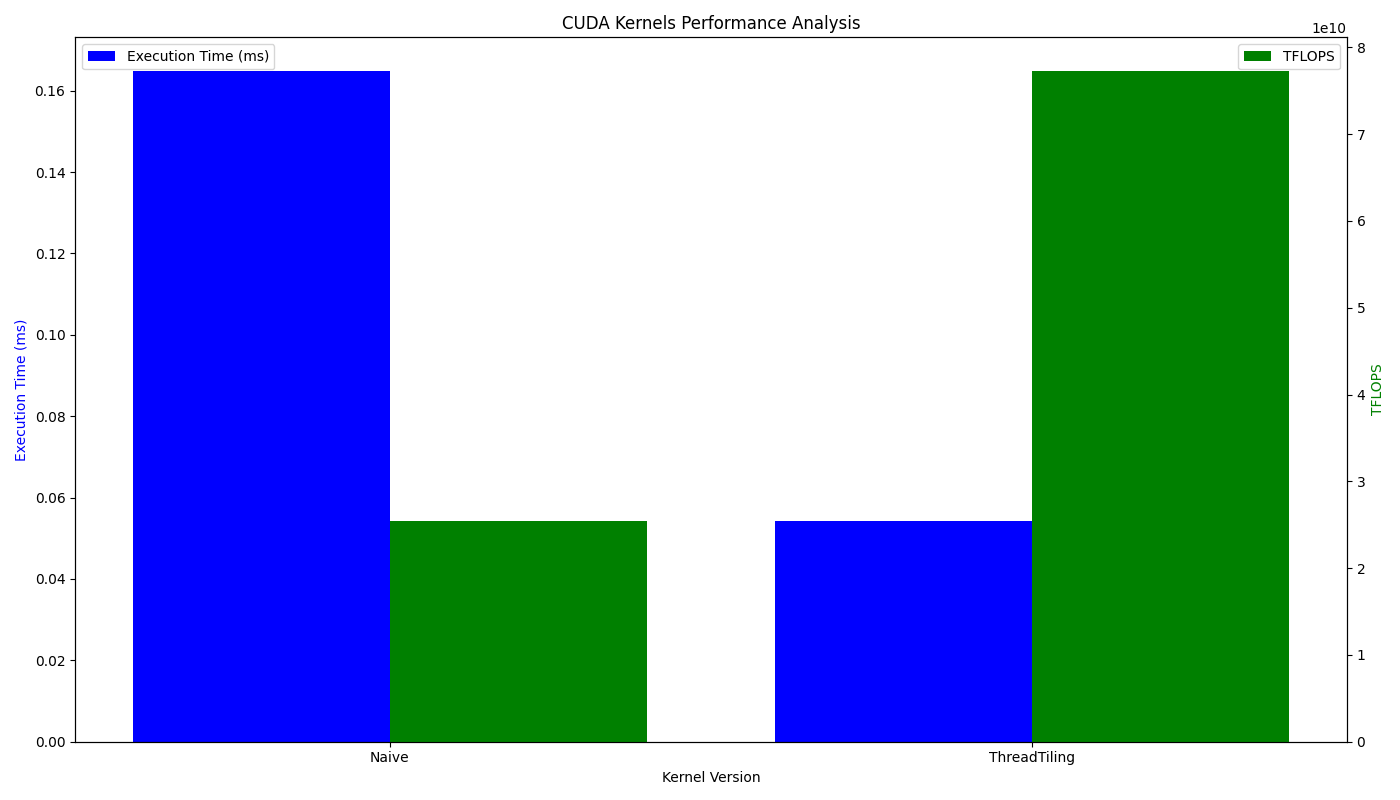 CUDA Kernels Performance Analysis
1e10
Execution Time (ms)
TFLOPS
0.16
0.14
0.12
0.10
0.08
0.06
0.04
0.02
0.00
Execution Time (ms)
8
7
6
5
4
3
2
1
0
TFLOPS
Naive
ThreadTiling
Kernel Version